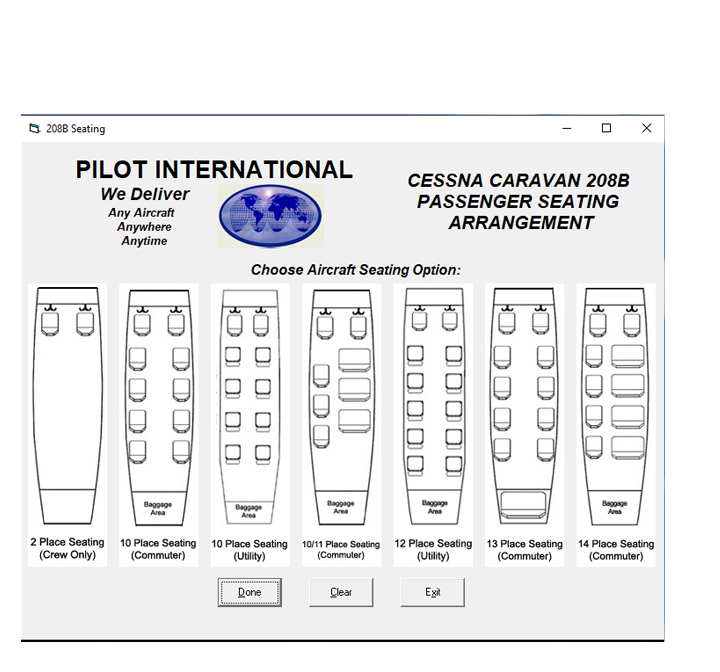 208B Seating
PILOT INTERNATIONAL
We Deliver
Any Aircraft
Anywhere
Anytime
CESSNA CARAVAN 208B
PASSENGER SEATING
ARRANGEMENT
Choose Aircraft Seating Option:
Baggage
Area
Baggage
Area
Baggage
Area
Baggage
Area
Baggage
Area
2 Place Seating
(Crew Only)
10 Place Seating
(Commuter)
10 Place Seating
(Utility)
10/11 Place Seating
(Commuter)
12 Place Seating
(Utility)
13 Place Seating
(Commuter)
14 Place Seating
(Commuter)
Done
Clear
Exit